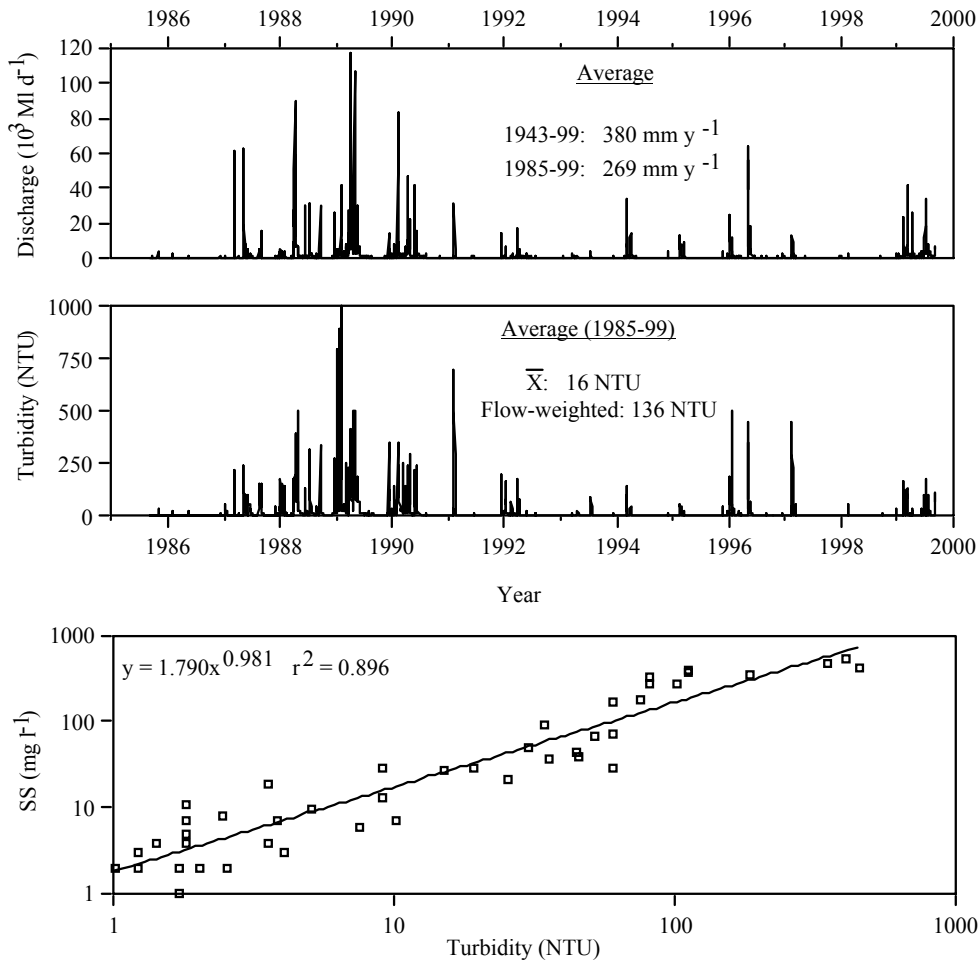 1986 1988 1990 1992 1994 1996 1998 2000
120
100
80
60
40
20
0
Discharge (10³ Ml d⁻¹)
Average
1943-99: 380 mm y ⁻¹
1985-99: 269 mm y ⁻¹
1000
750
500
250
0
Turbidity (NTU)
Average (1985-99)
X̅: 16 NTU
Flow-weighted: 136 NTU
1986 1988 1990 1992 1994 1996 1998 2000
Year
1000
100
10
1
SS (mg l⁻¹)
y = 1.790x⁰·⁹⁸¹ r² = 0.896
1 10 100 1000
Turbidity (NTU)